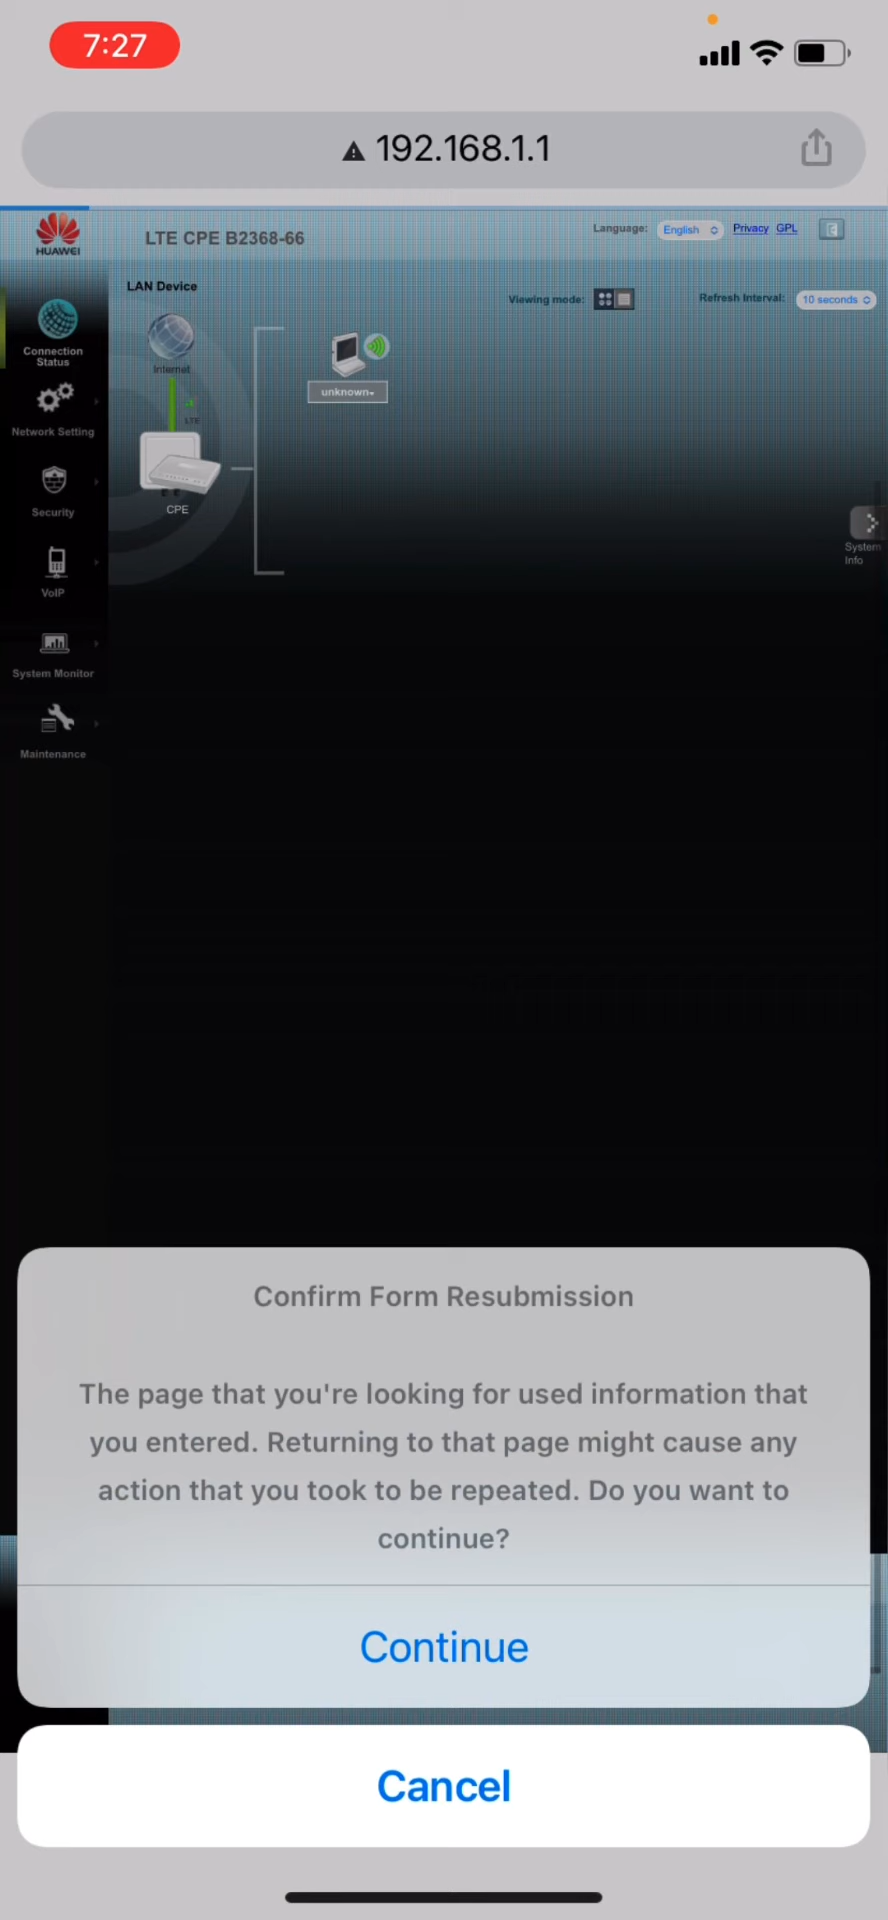 7:27
192.168.1.1
HUAWEI
LTE CPE B2368-66
Language: English Privacy GPL
LAN Device
Viewing mode:
Refresh Interval: 10 seconds
Internet
unknown
LTE
CPE
Connection
Status
Network Setting
Security
VoIP
System Monitor
Maintenance
System
Info
Confirm Form Resubmission
The page that you're looking for used information that
you entered. Returning to that page might cause any
action that you took to be repeated. Do you want to
continue?
Continue
Cancel